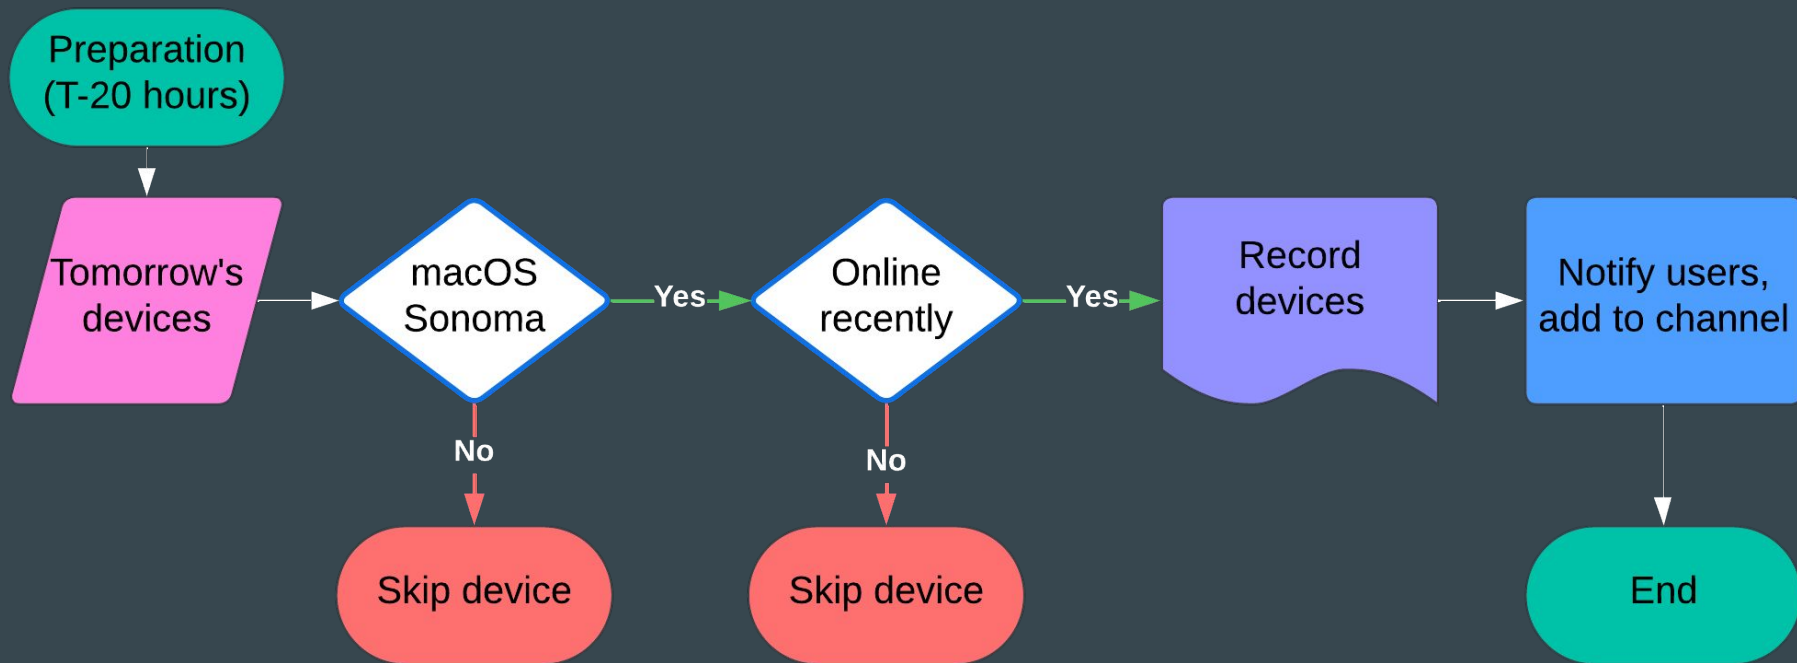 Preparation
(T-20 hours)
Tomorrow's
devices
macOS
Sonoma
Yes
Online
recently
Yes
Record
devices
Notify users,
add to channel
No
No
Skip device
Skip device
End